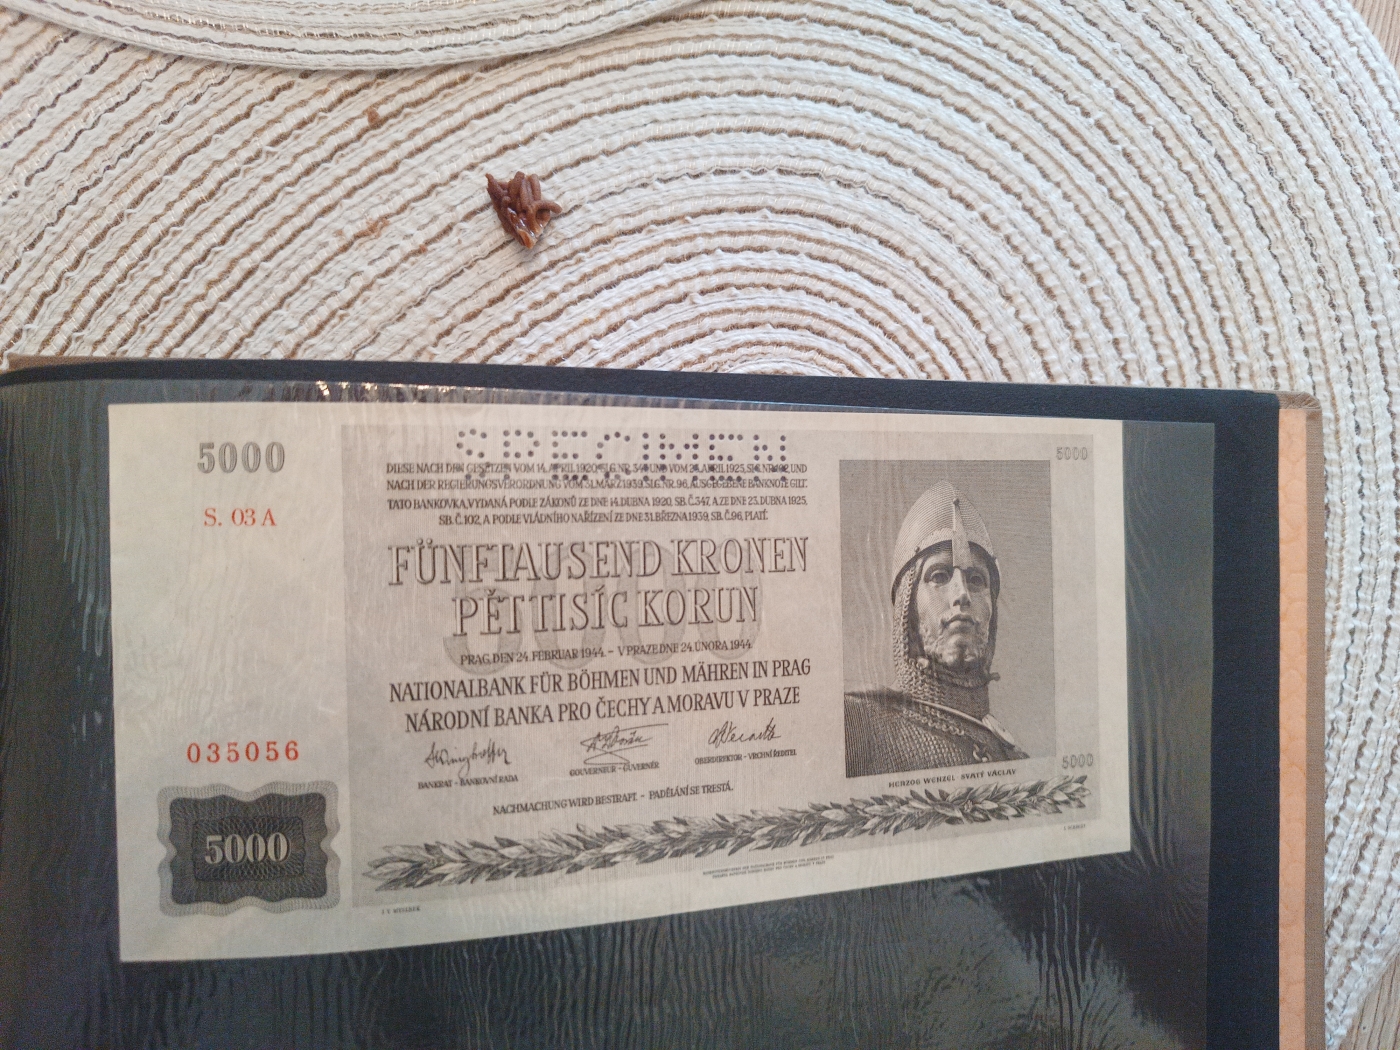 SPECIMEN
5000
5000
S. 03 A
DIESE NACH DEN GESETZEN VOM 14. APRIL 1920, SLG. NR. 347 UND VOM 23. APRIL 1925, SLG. NR. 102, UND
NACH DER REGIERUNGSVERORDNUNG VOM 31. MÄRZ 1939, SLG. NR. 96, AUSGEGEBENE BANKNOTE GILT.
TATO BANKOVKA, VYDANÁ PODLE ZÁKONŮ ZE DNE 14. DUBNA 1920, SB. Č. 347, A ZE DNE 23. DUBNA 1925,
SB. Č. 102, A PODLE VLÁDNÍHO NAŘÍZENÍ ZE DNE 31. BŘEZNA 1939, SB. Č. 96, PLATÍ.
FÜNFTAUSEND KRONEN
PĚTTISÍC KORUN
5000
PRAG, DEN 24. FEBRUAR 1944. – V PRAZE DNE 24. ÚNORA 1944.
NATIONALBANK FÜR BÖHMEN UND MÄHREN IN PRAG
NÁRODNÍ BANKA PRO ČECHY A MORAVU V PRAZE
BANKRAT – BANKOVNÍ RADA
GOUVERNEUR – GUVERNÉR
OBERDIREKTOR – VRCHNÍ ŘEDITEL
NACHMACHUNG WIRD BESTRAFT. – PADĚLÁNÍ SE TRESTÁ.
035056
5000
5000
HERZOG WENZEL SVATÝ VÁCLAV